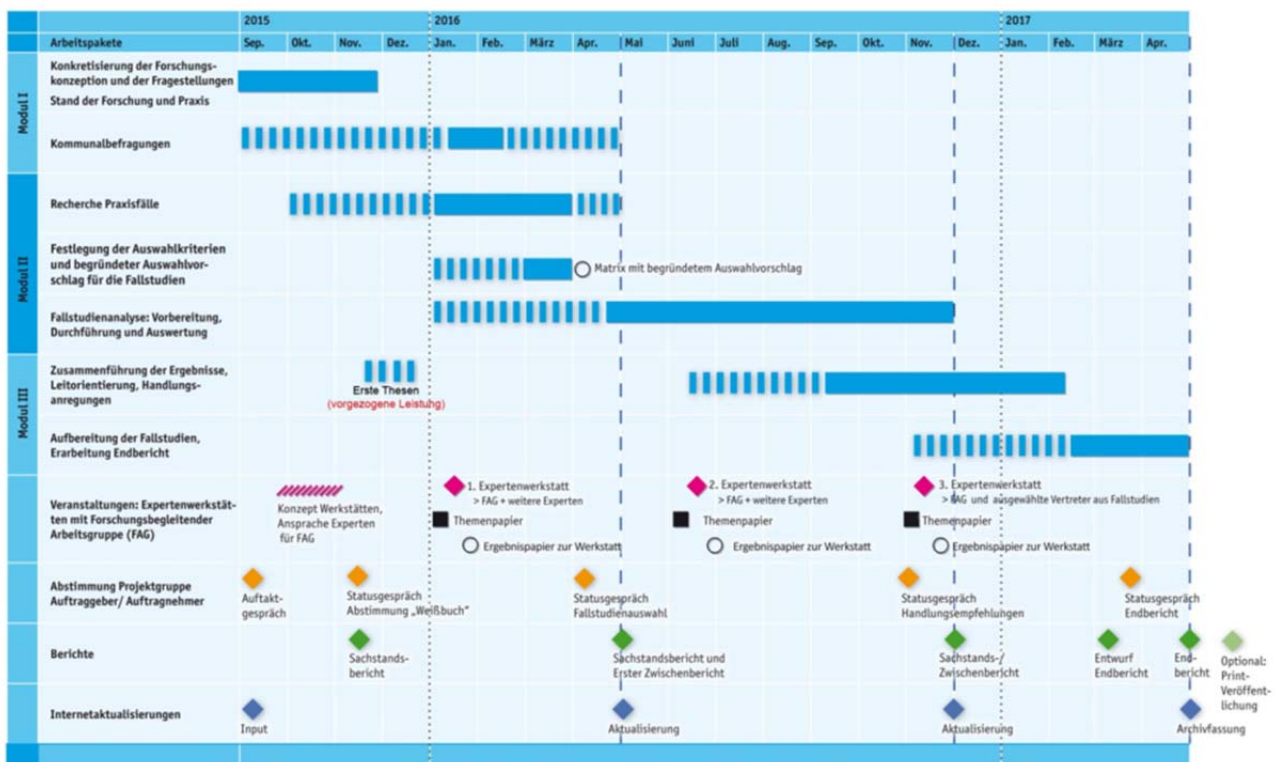 2015 2016 2017
Arbeitspakete Sep. Okt. Nov. Dez. Jan. Feb. März Apr. Mai Juni Juli Aug. Sep. Okt. Nov. Dez. Jan. Feb. März Apr.
Modul I
Konkretisierung der Forschungs-
konzeption und der Fragestellungen
Stand der Forschung und Praxis
Kommunalbefragungen
Modul II
Recherche Praxisfälle
Festlegung der Auswahlkriterien
und begründeter Auswahlvor-
schlag für die Fallstudien
Matrix mit begründetem Auswahlvorschlag
Fallstudienanalyse: Vorbereitung,
Durchführung und Auswertung
Modul III
Zusammenführung der Ergebnisse,
Leitorientierung, Handlungs-
anregungen
Erste Thesen
(vorgezogene Leistung)
Aufbereitung der Fallstudien,
Erarbeitung Endbericht
Veranstaltungen: Expertenwerkstät-
ten mit Forschungsbegleitender
Arbeitsgruppe (FAG)
Konzept Werkstätten,
Ansprache Experten
für FAG
1. Expertenwerkstatt
> FAG + weitere Experten
Themenpapier
Ergebnispapier zur Werkstatt
2. Expertenwerkstatt
> FAG + weitere Experten
Themenpapier
Ergebnispapier zur Werkstatt
3. Expertenwerkstatt
> FAG und ausgewählte Vertreter aus Fallstudien
Themenpapier
Ergebnispapier zur Werkstatt
Abstimmung Projektgruppe
Auftraggeber/ Auftragnehmer
Auftakt-
gespräch
Statusgespräch
Abstimmung „Weißbuch“
Statusgespräch
Fallstudienauswahl
Statusgespräch
Handlungsempfehlungen
Statusgespräch
Endbericht
Berichte
Sachstands-
bericht
Sachstandsbericht und
Erster Zwischenbericht
Sachstands-/
Zwischenbericht
Entwurf
Endbericht
End-
bericht
Optional:
Print-
Veröffent-
lichung
Internetaktualisierungen
Input
Aktualisierung
Aktualisierung
Archivfassung